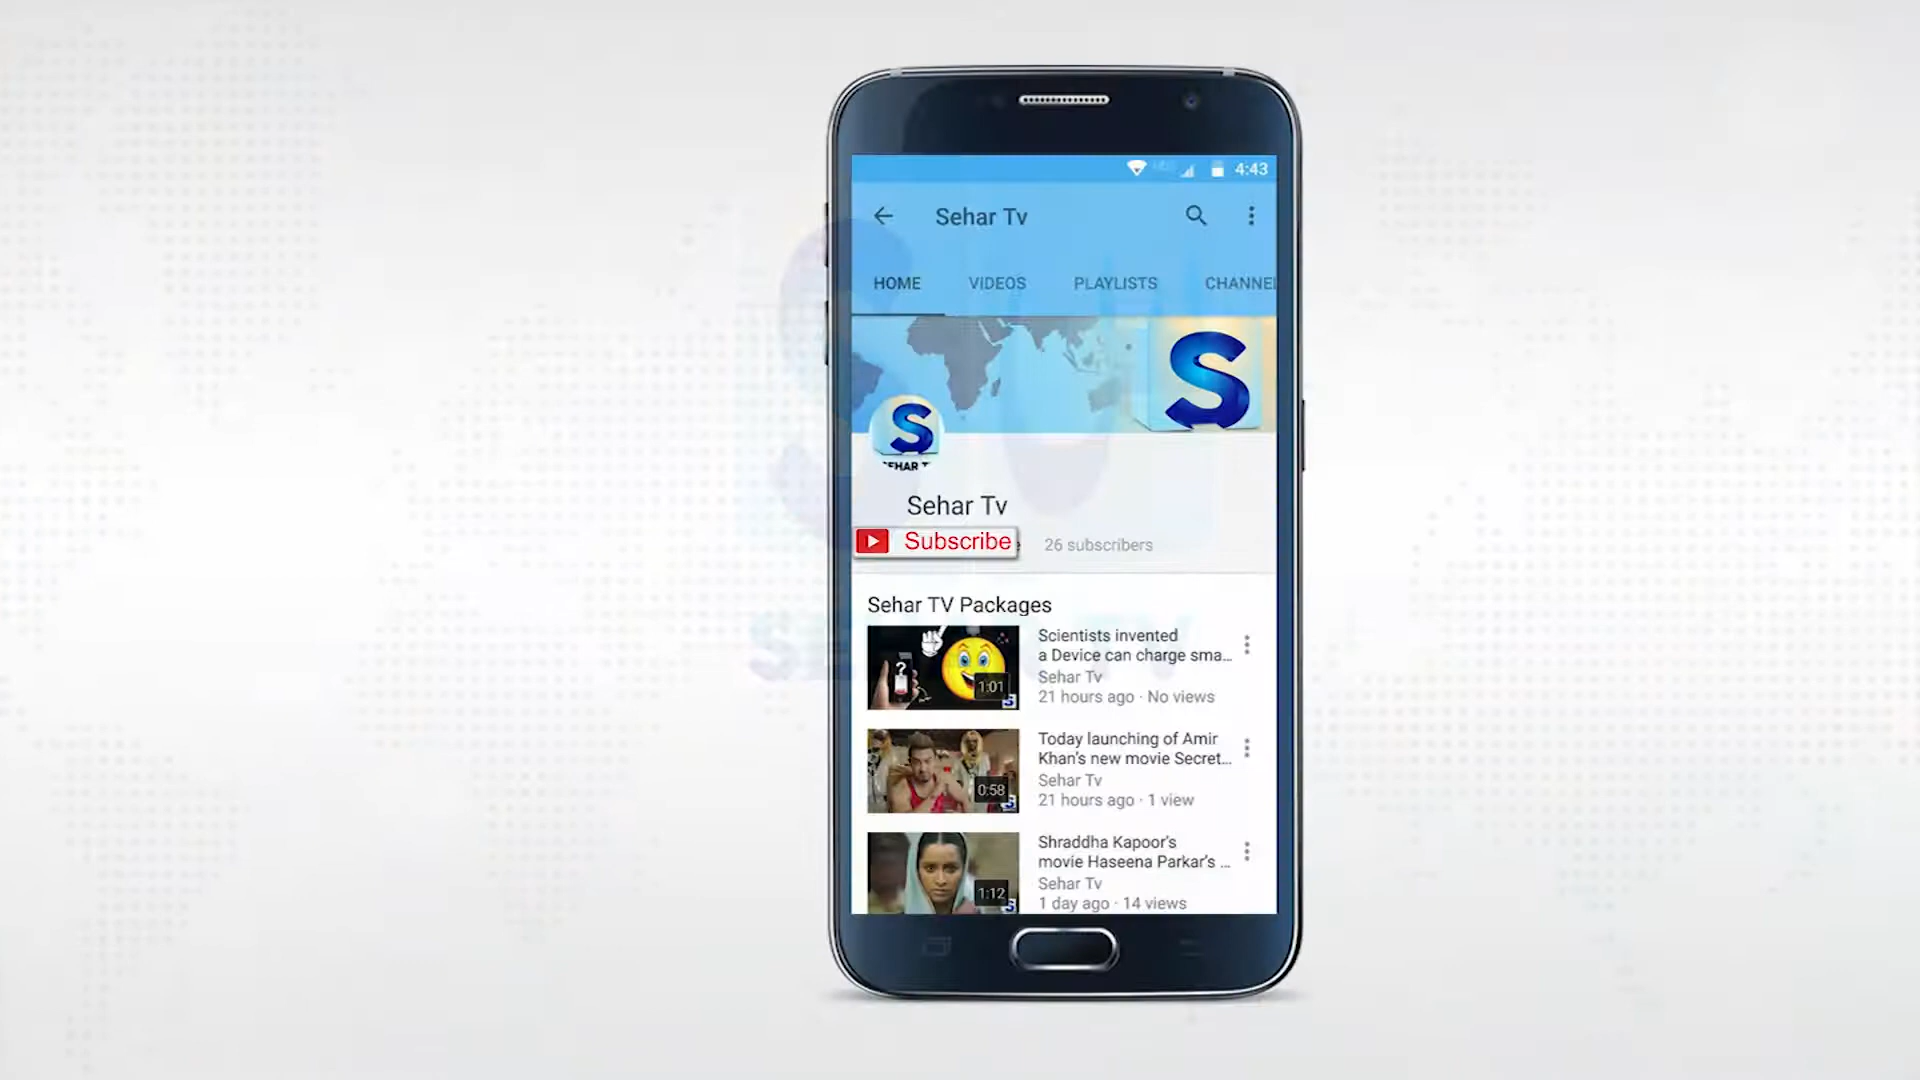 4:43
Sehar Tv
HOME VIDEOS PLAYLISTS CHANNEL
S
S
SEHAR T
Sehar Tv
Subscribe 26 subscribers
Sehar TV Packages
Scientists invented
a Device can charge sma...
Sehar Tv
21 hours ago · No views
?
1:01
S
Today launching of Amir
Khan's new movie Secret...
Sehar Tv
21 hours ago · 1 view
0:58
S
Shraddha Kapoor's
movie Haseena Parkar's ...
Sehar Tv
1 day ago · 14 views
1:12
S